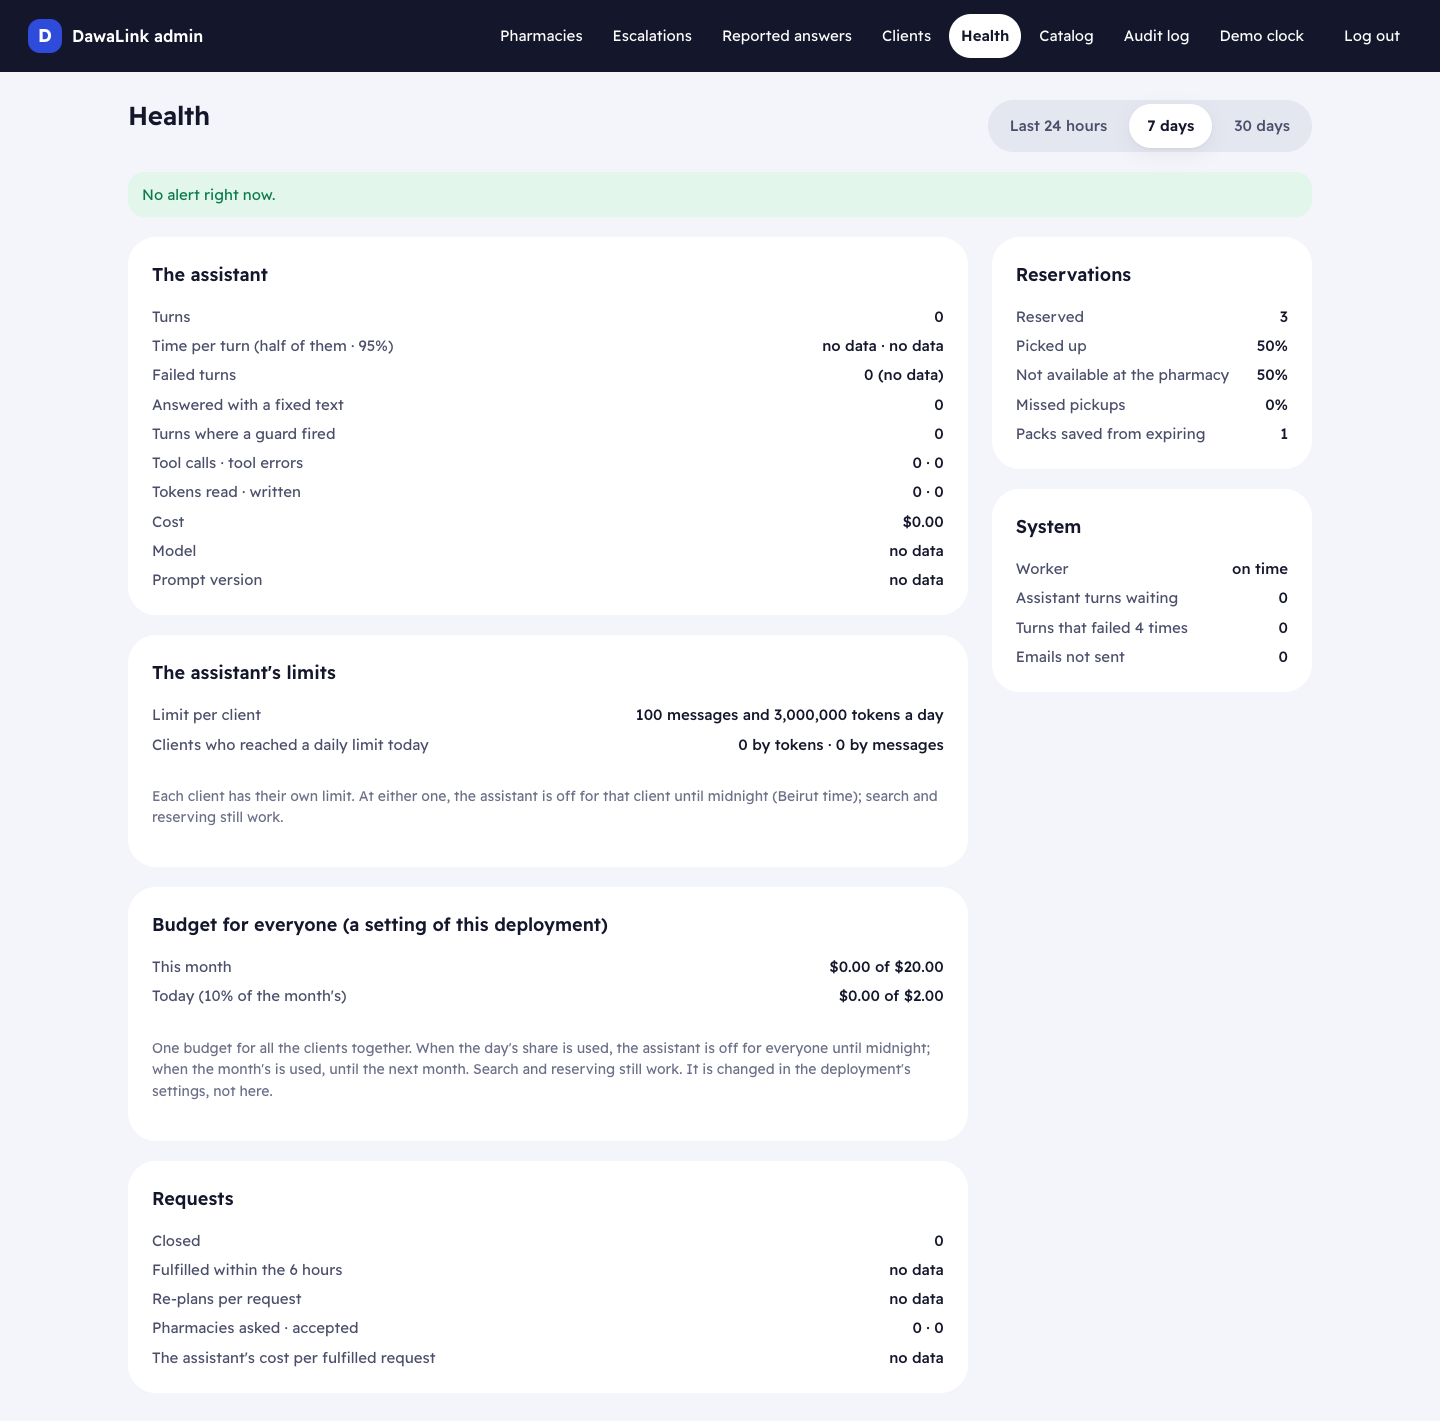 D DawaLink admin
Pharmacies Escalations Reported answers Clients Health Catalog Audit log Demo clock Log out
Health
Last 24 hours 7 days 30 days
No alert right now.
The assistant
Turns 0
Time per turn (half of them · 95%) no data · no data
Failed turns 0 (no data)
Answered with a fixed text 0
Turns where a guard fired 0
Tool calls · tool errors 0 · 0
Tokens read · written 0 · 0
Cost $0.00
Model no data
Prompt version no data
The assistant's limits
Limit per client 100 messages and 3,000,000 tokens a day
Clients who reached a daily limit today 0 by tokens · 0 by messages
Each client has their own limit. At either one, the assistant is off for that client until midnight (Beirut time); search and
reserving still work.
Budget for everyone (a setting of this deployment)
This month $0.00 of $20.00
Today (10% of the month's) $0.00 of $2.00
One budget for all the clients together. When the day's share is used, the assistant is off for everyone until midnight;
when the month's is used, until the next month. Search and reserving still work. It is changed in the deployment's
settings, not here.
Requests
Closed 0
Fulfilled within the 6 hours no data
Re-plans per request no data
Pharmacies asked · accepted 0 · 0
The assistant's cost per fulfilled request no data
Reservations
Reserved 3
Picked up 50%
Not available at the pharmacy 50%
Missed pickups 0%
Packs saved from expiring 1
System
Worker on time
Assistant turns waiting 0
Turns that failed 4 times 0
Emails not sent 0